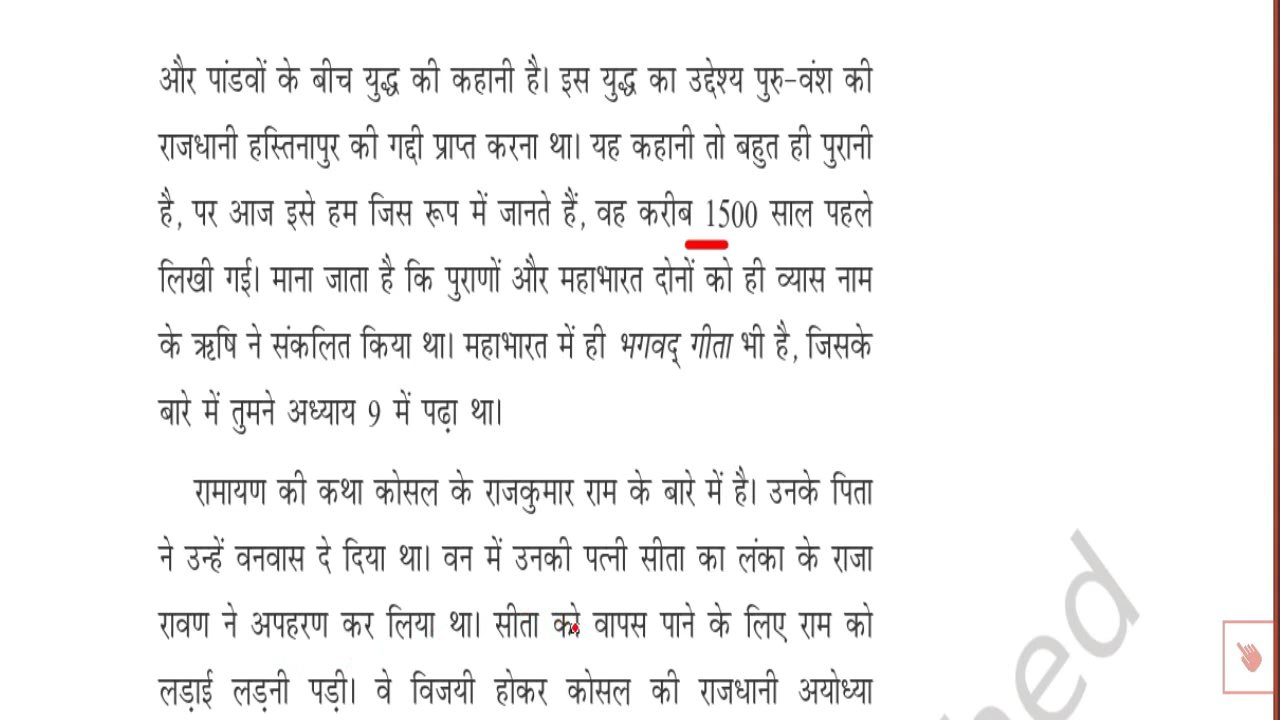 और पांडवों के बीच युद्ध की कहानी है। इस युद्ध का उद्देश्य पुरु-वंश की
राजधानी हस्तिनापुर की गद्दी प्राप्त करना था। यह कहानी तो बहुत ही पुरानी
है, पर आज इसे हम जिस रूप में जानते हैं, वह करीब 1500 साल पहले
लिखी गई। माना जाता है कि पुराणों और महाभारत दोनों को ही व्यास नाम
के ऋषि ने संकलित किया था। महाभारत में ही भगवद् गीता भी है, जिसके
बारे में तुमने अध्याय 9 में पढ़ा था।
रामायण की कथा कोसल के राजकुमार राम के बारे में है। उनके पिता
ने उन्हें वनवास दे दिया था। वन में उनकी पत्नी सीता का लंका के राजा
रावण ने अपहरण कर लिया था। सीता को वापस पाने के लिए राम को
लड़ाई लड़नी पड़ी। वे विजयी होकर कोसल की राजधानी अयोध्या
hed